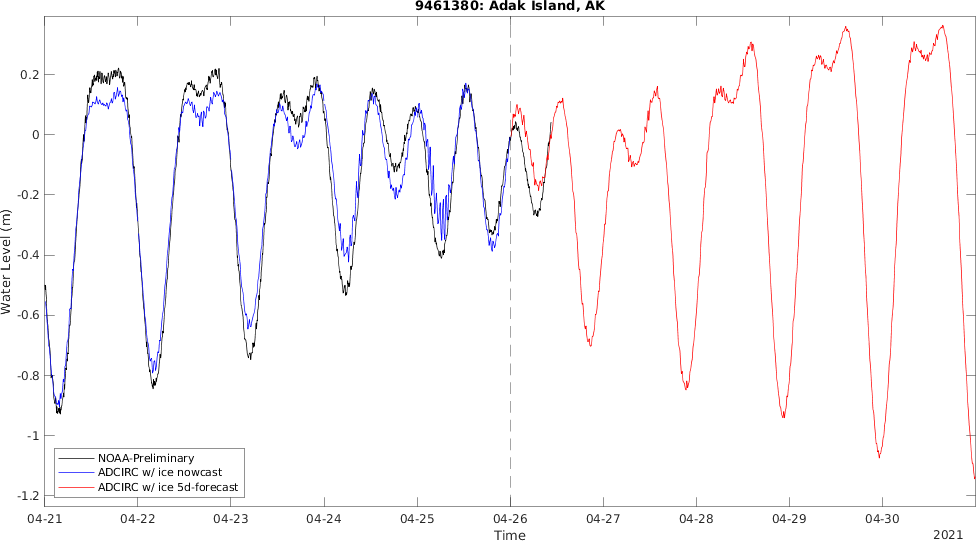 9461380: Adak Island, AK
Water Level (m)
0.2
0
-0.2
-0.4
-0.6
-0.8
-1
-1.2
NOAA-Preliminary
ADCIRC w/ ice nowcast
ADCIRC w/ ice 5d-forecast
04-21 04-22 04-23 04-24 04-25 04-26 04-27 04-28 04-29 04-30
Time
2021